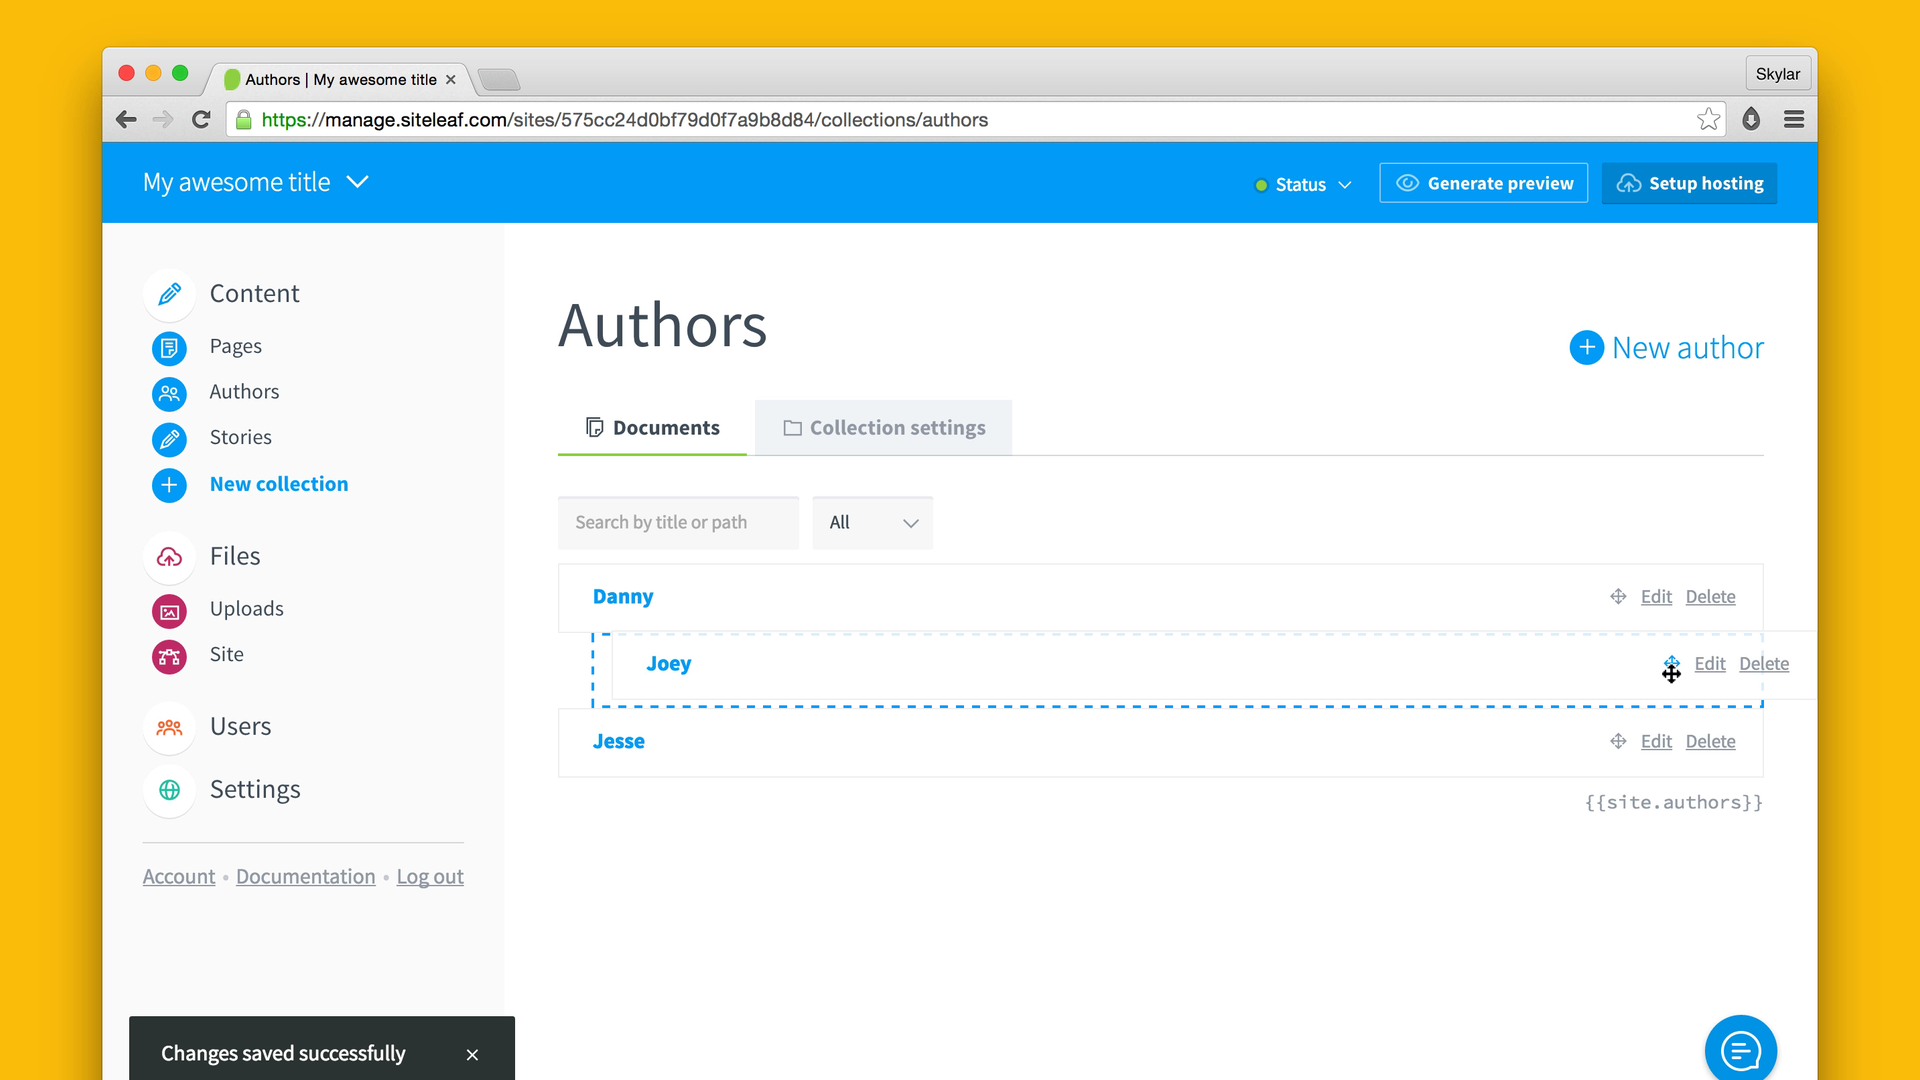 Authors | My awesome title
Skylar
https://manage.siteleaf.com/sites/575cc24d0bf79d0f7a9b8d84/collections/authors
My awesome title
Status
Generate preview
Setup hosting
Content
Pages
Authors
Stories
New collection
Files
Uploads
Site
Users
Settings
Account • Documentation • Log out
Authors
New author
Documents
Collection settings
Search by title or path
All
Danny
Edit Delete
Joey
Edit Delete
Jesse
Edit Delete
{{site.authors}}
Changes saved successfully